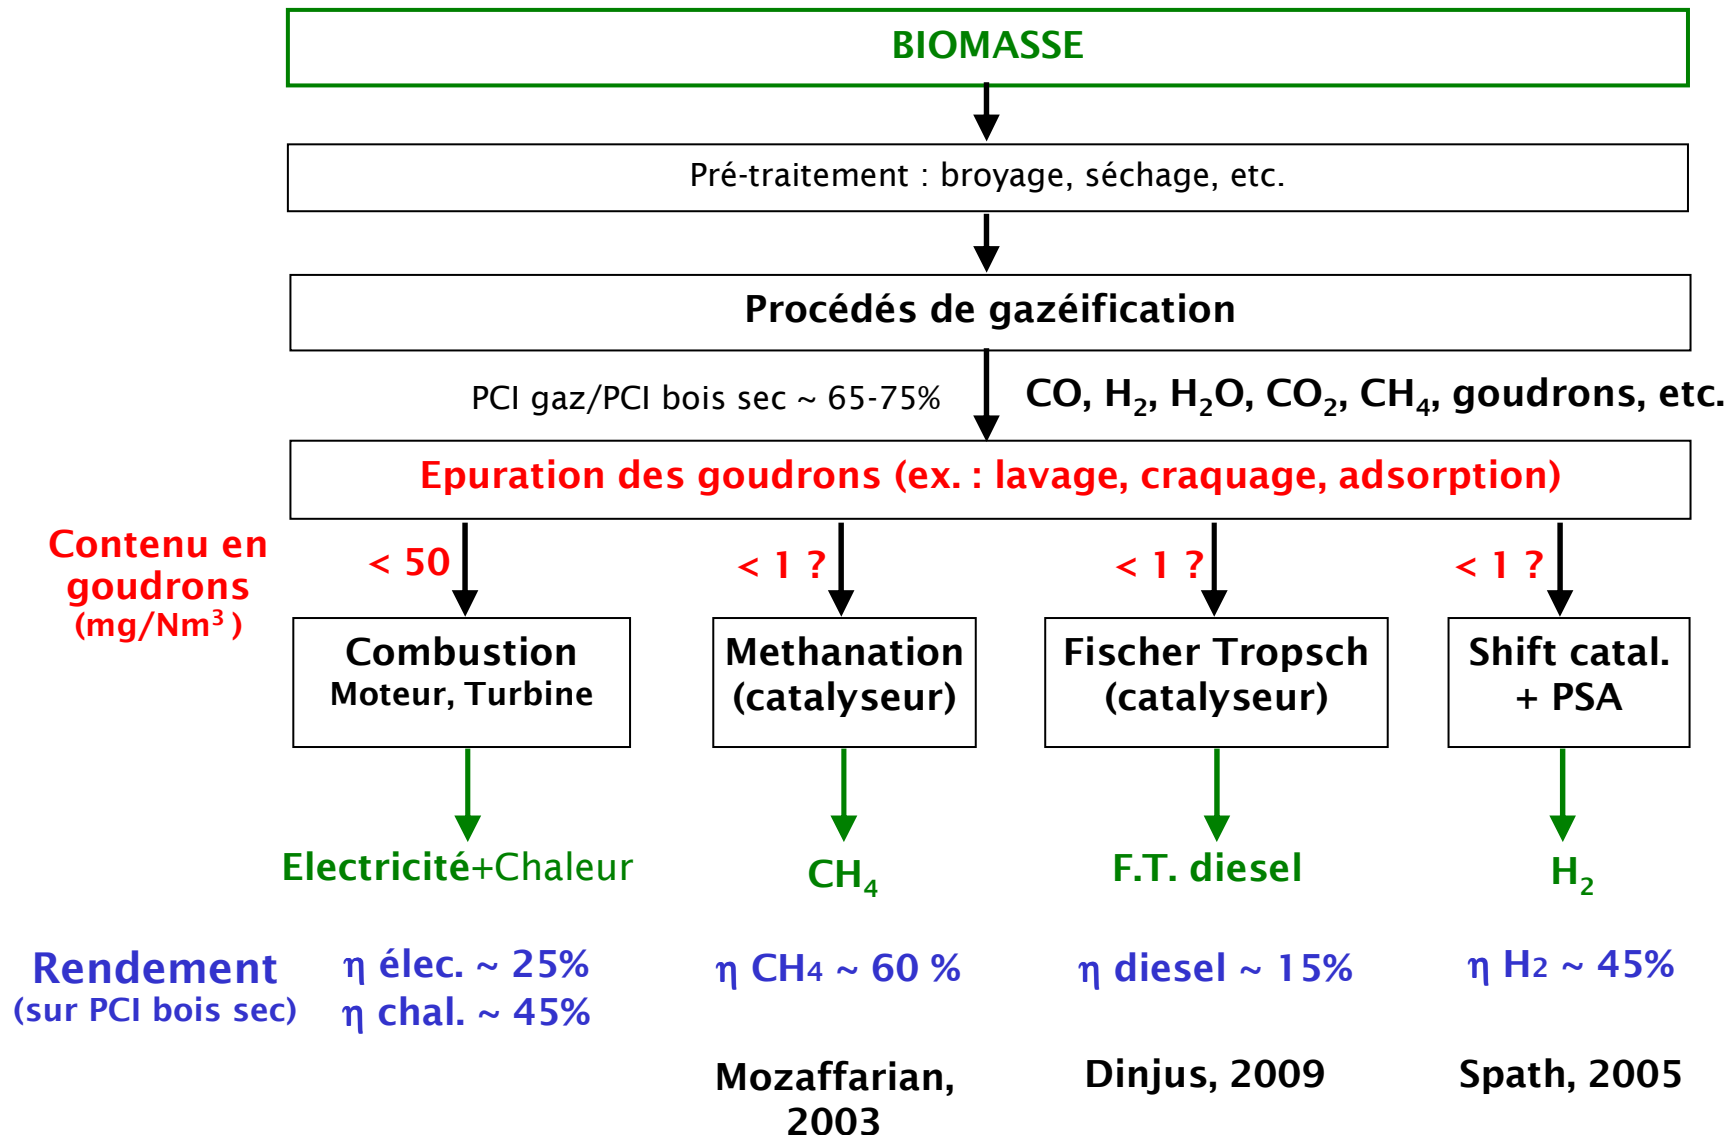 BIOMASSE
Pré-traitement : broyage, séchage, etc.
Procédés de gazéification
PCI gaz/PCI bois sec ~ 65-75%
CO, H₂, H₂O, CO₂, CH₄, goudrons, etc.
Epuration des goudrons (ex. : lavage, craquage, adsorption)
Contenu en
goudrons
(mg/Nm³ )
< 50
< 1 ?
< 1 ?
< 1 ?
Combustion
Moteur, Turbine
Methanation
(catalyseur)
Fischer Tropsch
(catalyseur)
Shift catal.
+ PSA
Electricité+Chaleur
CH₄
F.T. diesel
H₂
Rendement
(sur PCI bois sec)
η élec. ~ 25%
η chal. ~ 45%
η CH4 ~ 60 %
η diesel ~ 15%
η H2 ~ 45%
Mozaffarian,
2003
Dinjus, 2009
Spath, 2005